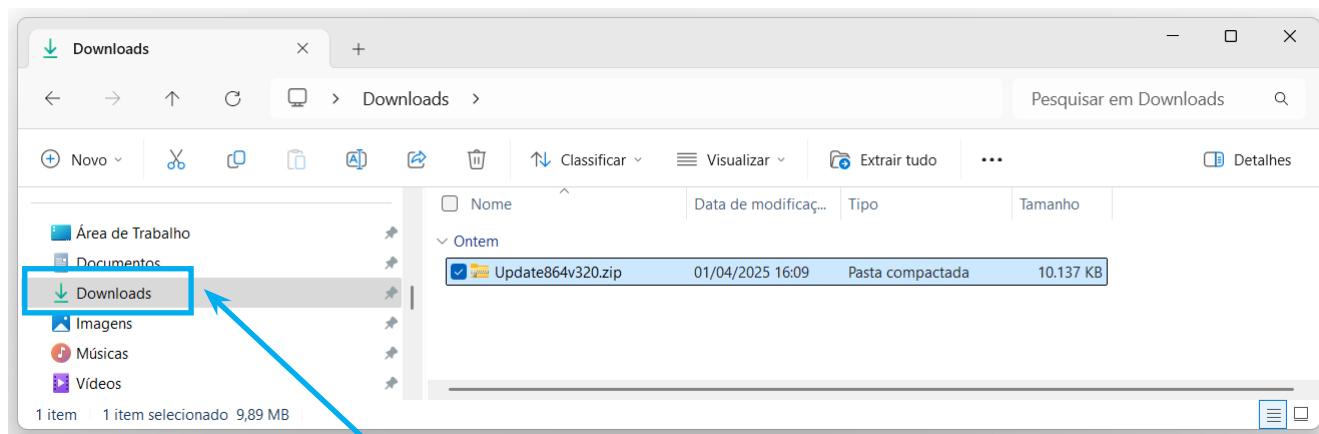 Downloads
Downloads
Pesquisar em Downloads
Novo
Classificar
Visualizar
Extrair tudo
Detalhes
Nome Data de modificaç... Tipo Tamanho
Área de Trabalho
Ontem
Documentos
Update864v320.zip 01/04/2025 16:09 Pasta compactada 10.137 KB
Downloads
Imagens
Músicas
Vídeos
1 item 1 item selecionado 9,89 MB